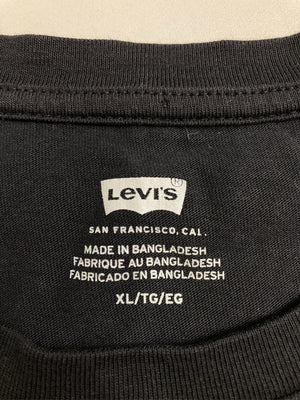 Levi's®
SAN FRANCISCO, CAL.
MADE IN BANGLADESH
FABRIQUE AU BANGLADESH
FABRICADO EN BANGLADESH
XL/TG/EG